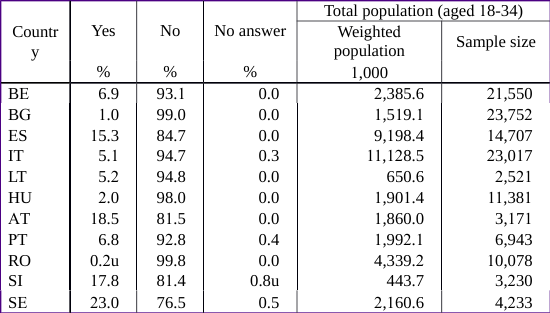 Total population (aged 18-34)
Country Yes No No answer Weighted population Sample size
% % % 1,000
BE 6.9 93.1 0.0 2,385.6 21,550
BG 1.0 99.0 0.0 1,519.1 23,752
ES 15.3 84.7 0.0 9,198.4 14,707
IT 5.1 94.7 0.3 11,128.5 23,017
LT 5.2 94.8 0.0 650.6 2,521
HU 2.0 98.0 0.0 1,901.4 11,381
AT 18.5 81.5 0.0 1,860.0 3,171
PT 6.8 92.8 0.4 1,992.1 6,943
RO 0.2u 99.8 0.0 4,339.2 10,078
SI 17.8 81.4 0.8u 443.7 3,230
SE 23.0 76.5 0.5 2,160.6 4,233